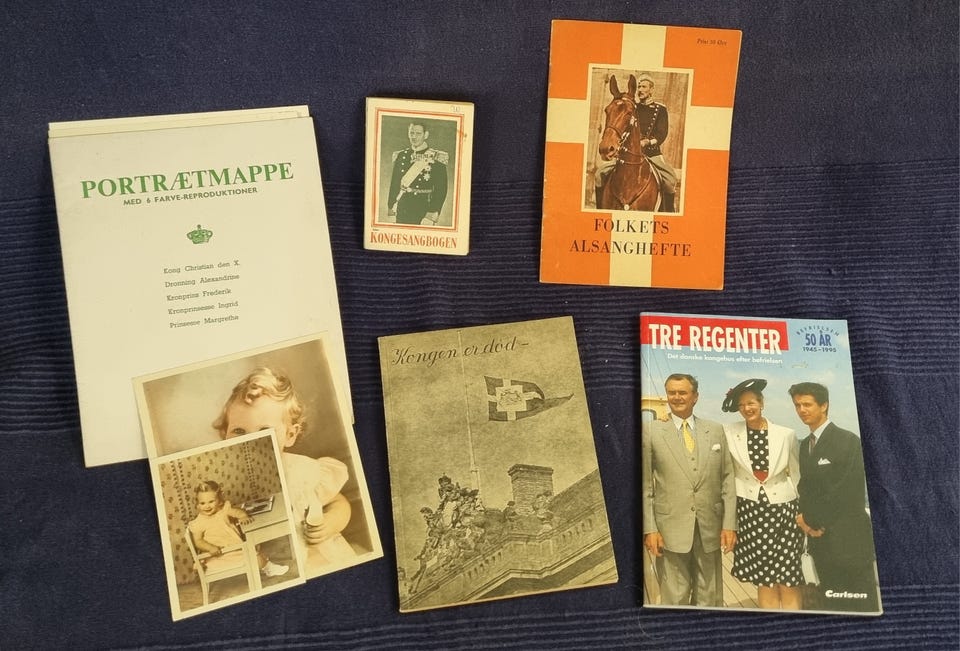 PORTRÆTMAPPE
MED 6 FARVE-REPRODUKTIONER
Kong Christian den X.
Dronning Alexandrine
Kronprins Frederik
Kronprinsesse Ingrid
Prinsesse Margrethe
KONGESANGBOGEN
Pris: 50 Øre
FOLKETS
ALSANGHEFTE
Kongen er død-
TRE REGENTER
Det danske kongehus efter befrielsen
BEFRIELSEN
50 ÅR
1945-1995
Carlsen